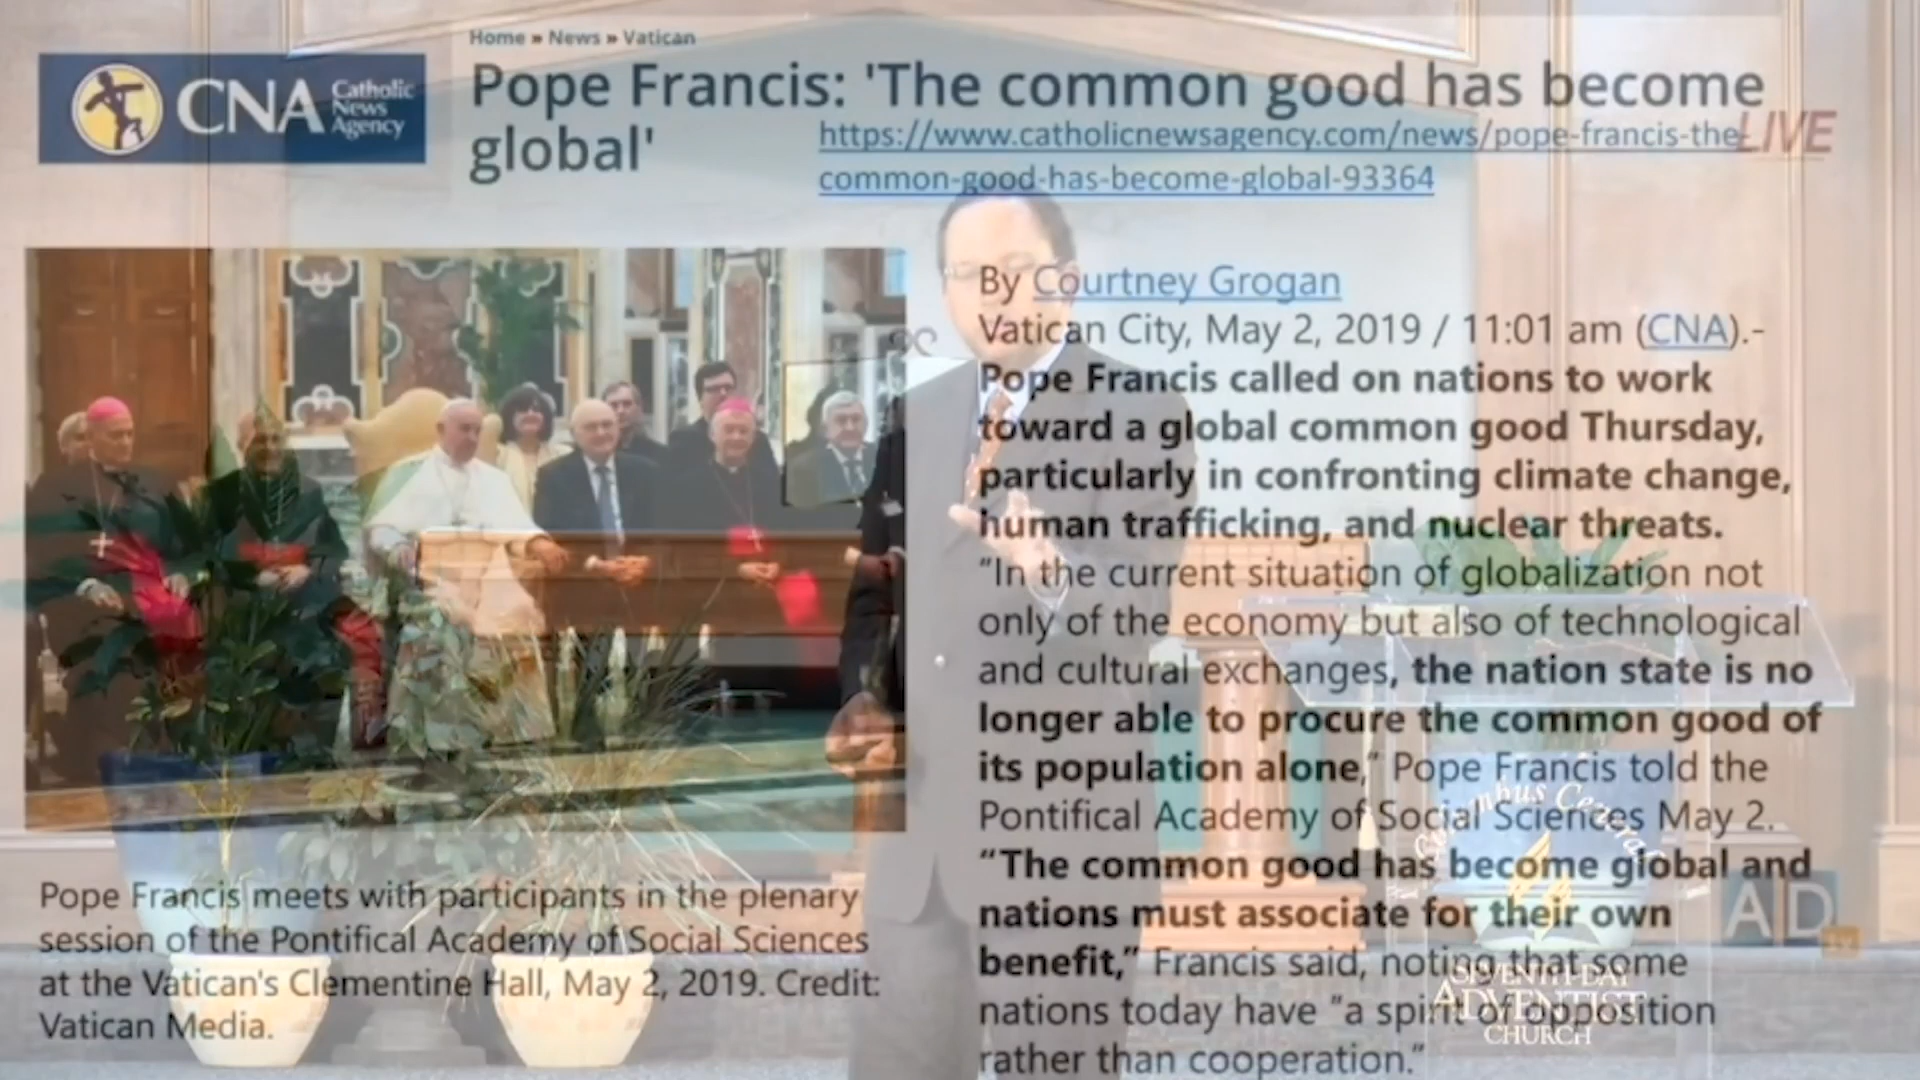 Home » News » Vatican
CNA Catholic News Agency
Pope Francis: 'The common good has become
global'
https://www.catholicnewsagency.com/news/pope-francis-the-
common-good-has-become-global-93364
LIVE
By Courtney Grogan
Vatican City, May 2, 2019 / 11:01 am (CNA).-
Pope Francis called on nations to work
toward a global common good Thursday,
particularly in confronting climate change,
human trafficking, and nuclear threats.
"In the current situation of globalization not
only of the economy but also of technological
and cultural exchanges, the nation state is no
longer able to procure the common good of
its population alone," Pope Francis told the
Pontifical Academy of Social Sciences May 2.
“The common good has become global and
nations must associate for their own
benefit,” Francis said, noting that some
nations today have "a spirit of opposition
rather than cooperation."
Pope Francis meets with participants in the plenary
session of the Pontifical Academy of Social Sciences
at the Vatican's Clementine Hall, May 2, 2019. Credit:
Vatican Media.
Columbus Central
SEVENTH-DAY
ADVENTIST
CHURCH
AD
tv